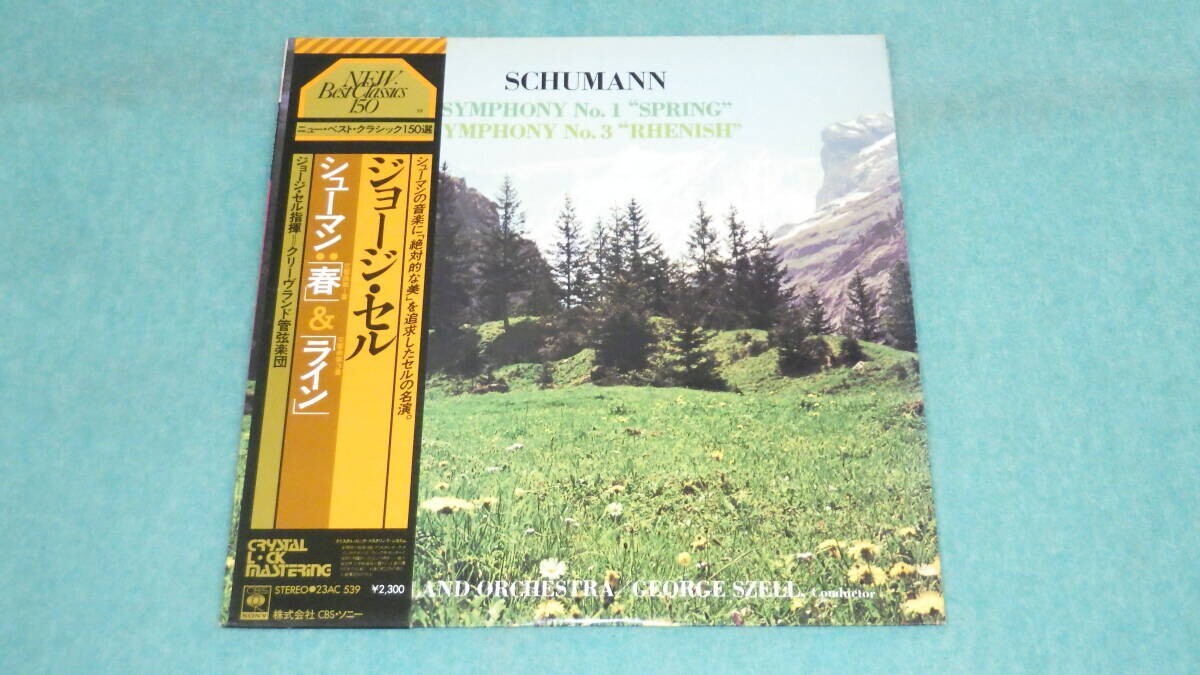 NEW.
Best Classics
150
ニュー・ベスト・クラシック150選
シューマンの音楽に「絶対的な美」を追求したセルの名演。
ジョージ・セル
シューマン:「春」&「ライン」
ジョージ・セル指揮=クリーヴランド管弦楽団
CRYSTAL
LOCK
MASTERING
CBS
SONY
STEREO●23AC 539 ¥2,300
株式会社 CBS・ソニー
SCHUMANN
SYMPHONY No. 1 “SPRING”
YMPHONY No. 3 “RHENISH”
AND ORCHESTRA, GEORGE SZELL, Conductor